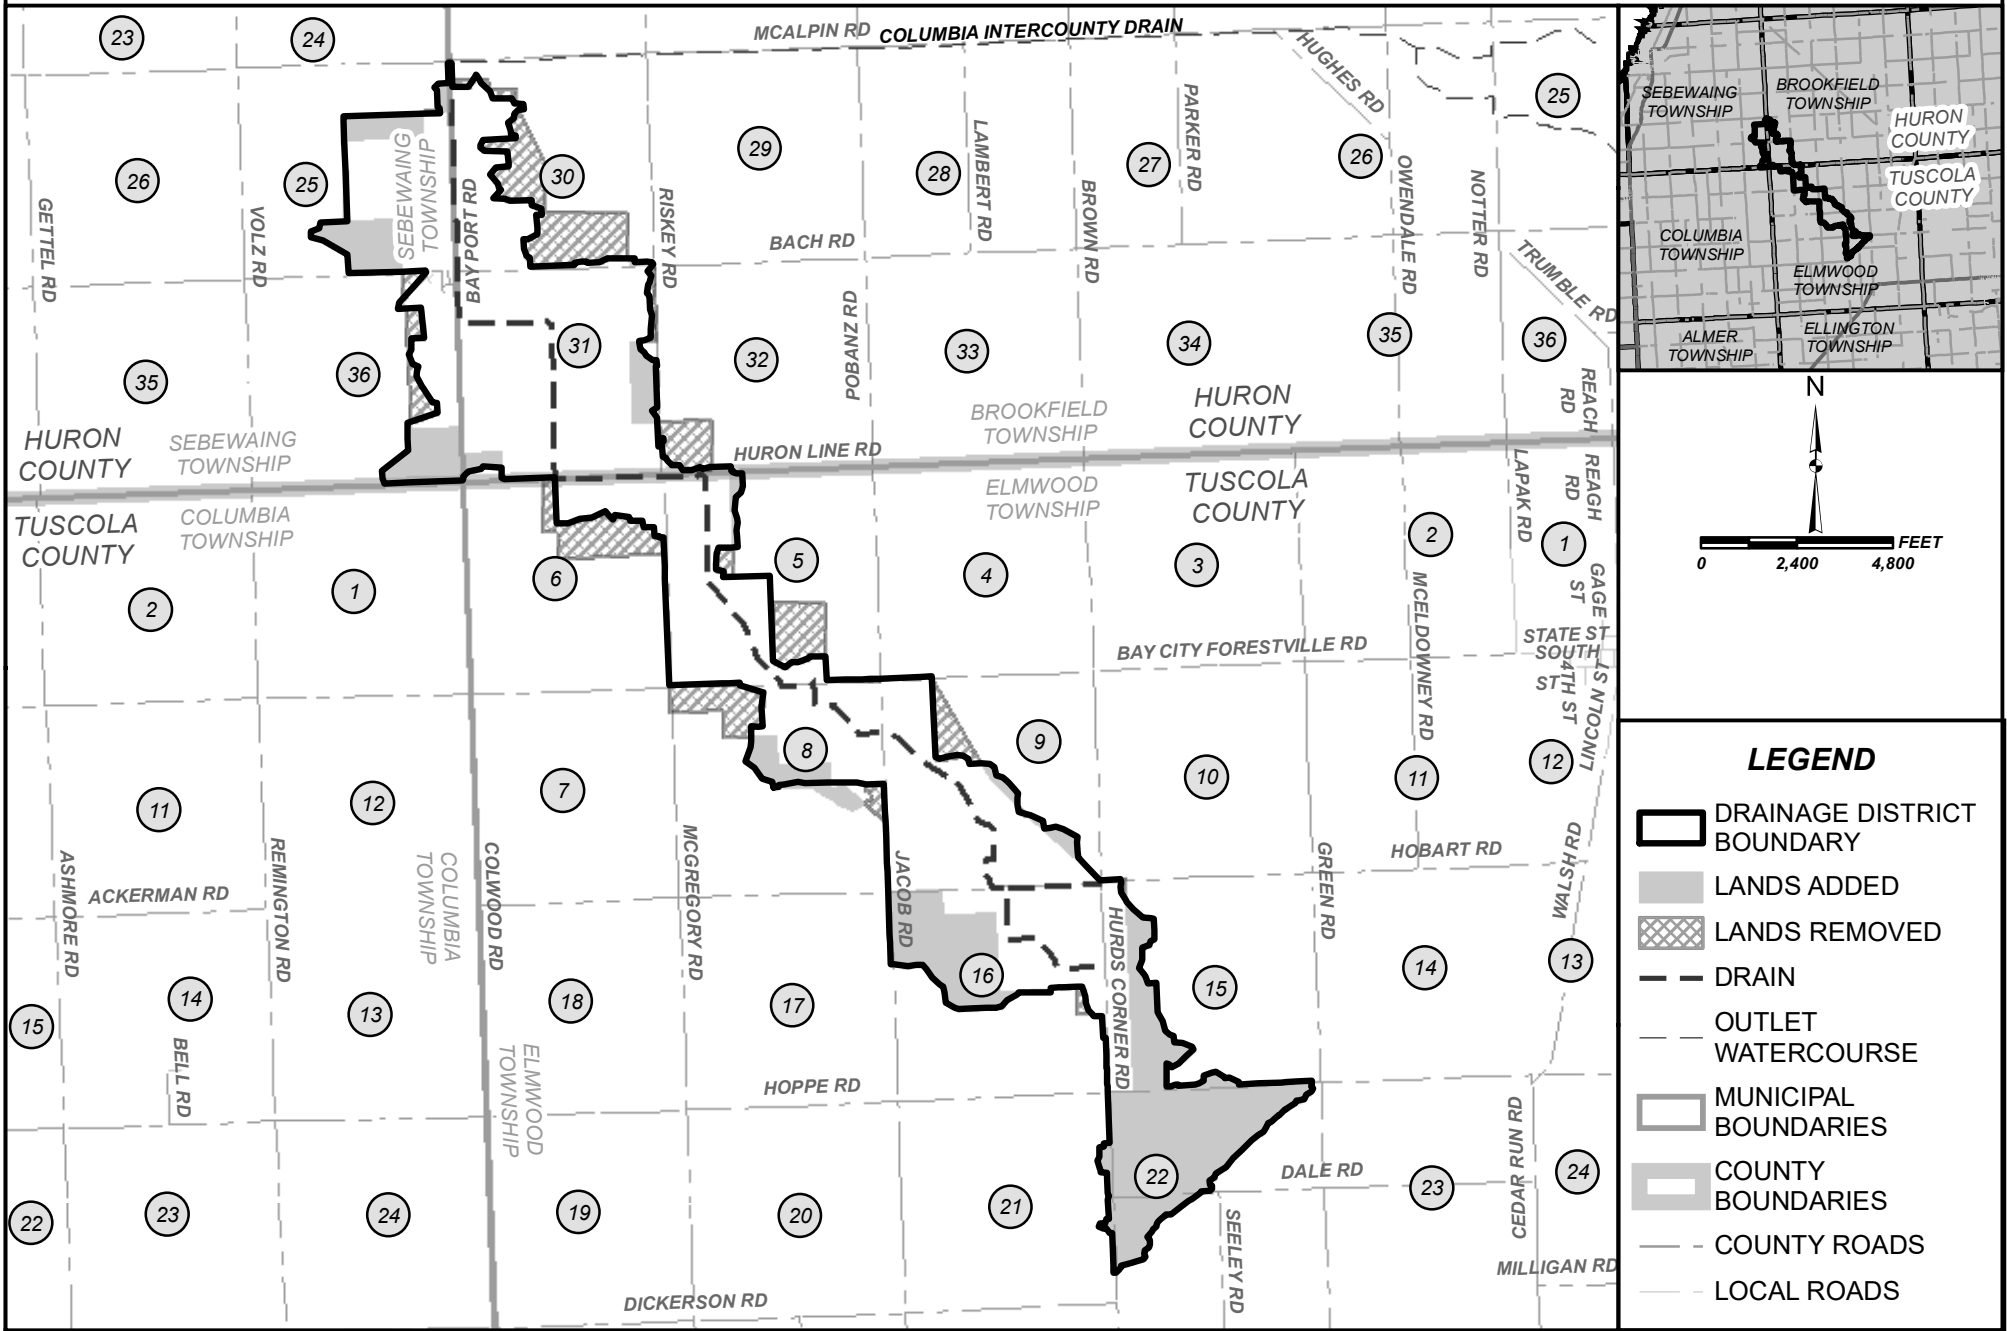 MCALPIN RD
COLUMBIA INTERCOUNTY DRAIN
23
24
HUGHES RD
25
26
25
30
29
28
27
26
PARKER RD
LAMBERT RD
GETTEL RD
VOLZ RD
SEBEWAING
TOWNSHIP
BAY PORT RD
RISKEY RD
BROWN RD
OWENDALE RD
NOTTER RD
BACH RD
TRUMBLE RD
POBANZ RD
35
36
31
32
33
34
35
36
REACH
RD
HURON
COUNTY
SEBEWAING
TOWNSHIP
BROOKFIELD
TOWNSHIP
HURON
COUNTY
HURON LINE RD
TUSCOLA
COUNTY
COLUMBIA
TOWNSHIP
ELMWOOD
TOWNSHIP
TUSCOLA
COUNTY
LAPAK RD
REAGH
RD
2
1
6
5
4
3
2
1
GAGE
ST
MCELDOWNEY RD
BAY CITY FORESTVILLE RD
STATE ST
SOUTH
ST
4TH ST
LINCOLN ST
11
12
7
8
9
10
11
12
ASHMORE RD
ACKERMAN RD
REMINGTON RD
COLUMBIA
TOWNSHIP
COLWOOD RD
MCGREGORY RD
JACOB RD
HURDS CORNER RD
GREEN RD
HOBART RD
WALSH RD
15
14
13
18
17
16
15
14
13
BELL RD
ELMWOOD
TOWNSHIP
HOPPE RD
CEDAR RUN RD
DALE RD
22
23
24
19
20
21
22
23
24
SEELEY RD
MILLIGAN RD
DICKERSON RD
SEBEWAING
TOWNSHIP
BROOKFIELD
TOWNSHIP
HURON
COUNTY
TUSCOLA
COUNTY
COLUMBIA
TOWNSHIP
ELMWOOD
TOWNSHIP
ALMER
TOWNSHIP
ELLINGTON
TOWNSHIP
N
FEET
0 2,400 4,800
LEGEND
DRAINAGE DISTRICT
BOUNDARY
LANDS ADDED
LANDS REMOVED
DRAIN
OUTLET
WATERCOURSE
MUNICIPAL
BOUNDARIES
COUNTY
BOUNDARIES
COUNTY ROADS
LOCAL ROADS